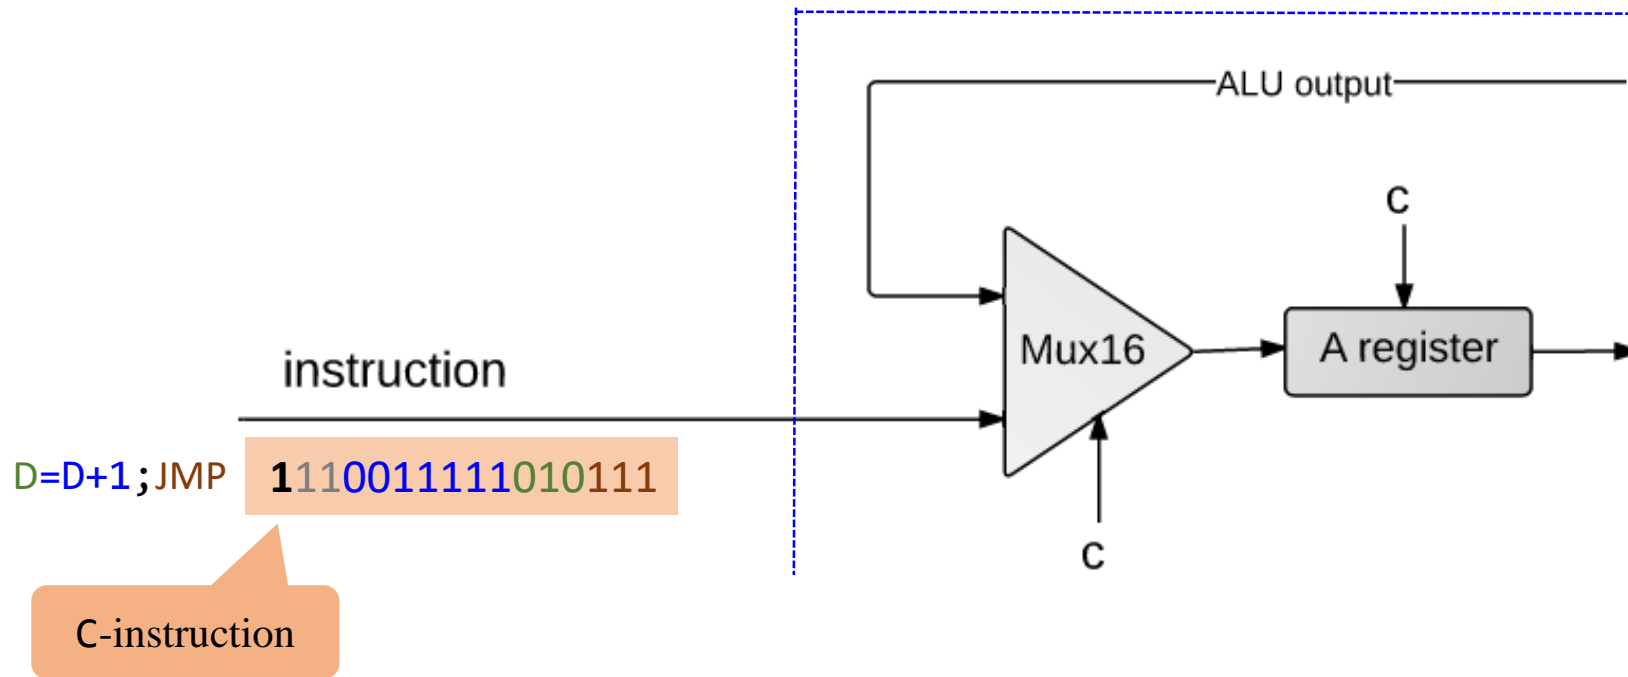 ALU output
c
Mux16
A register
instruction
D=D+1;JMP 1110011111010111
c
C-instruction